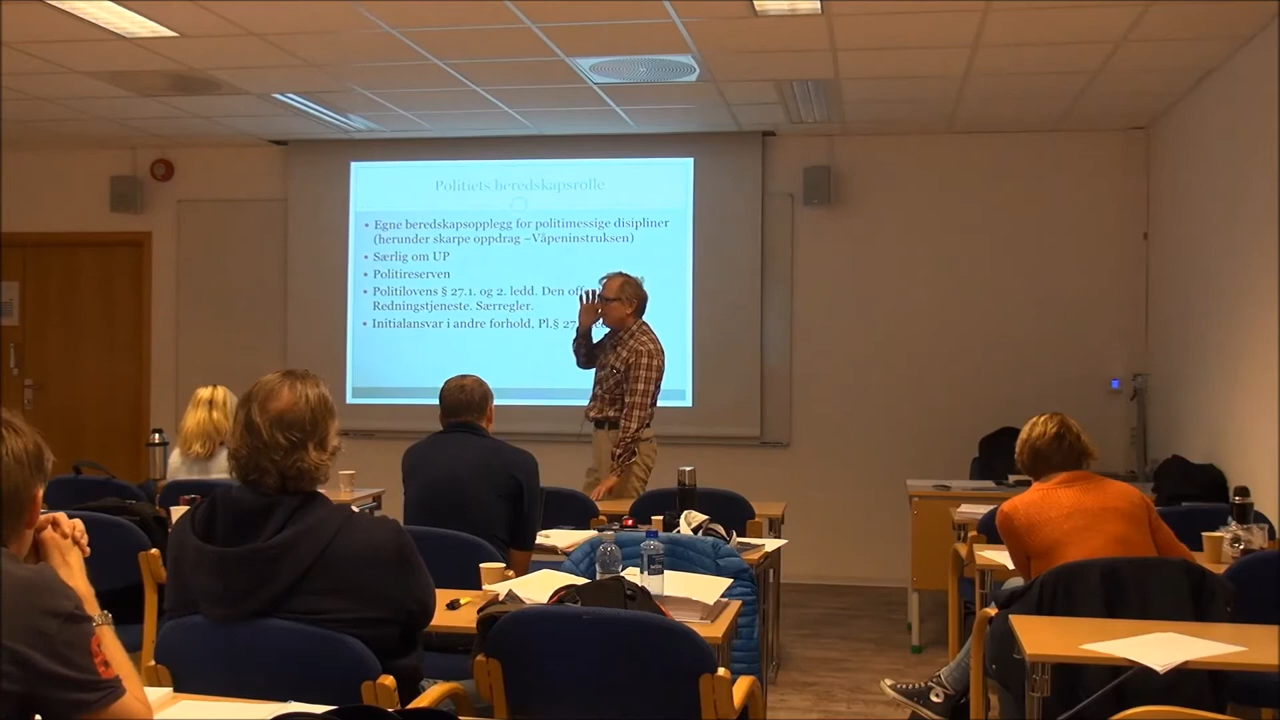 Politiets beredskapsrolle
• Egne beredskapsopplegg for politimessige disipliner
(herunder skarpe oppdrag –Våpeninstruksen)
• Særlig om UP
• Politireserven
• Politilovens § 27.1. og 2. ledd. Den off
Redningstjeneste. Særregler.
• Initialansvar i andre forhold, Pl.§ 27